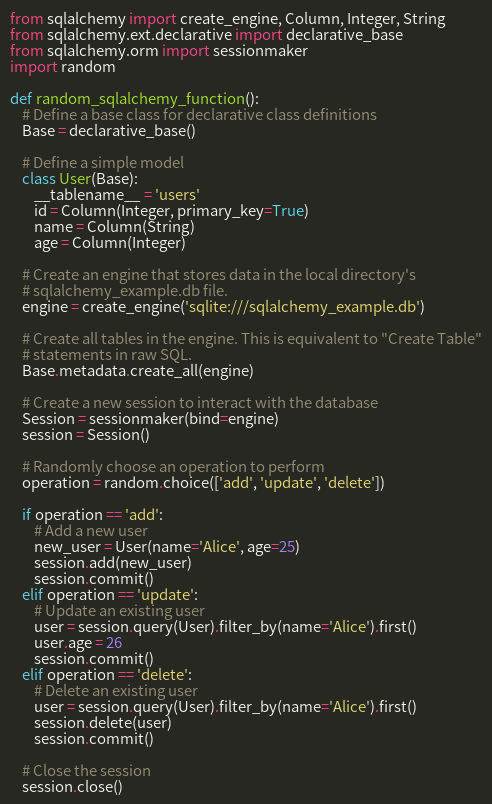 from sqlalchemy import create_engine, Column, Integer, String
from sqlalchemy.ext.declarative import declarative_base
from sqlalchemy.orm import sessionmaker
import random

def random_sqlalchemy_function():
    # Define a base class for declarative class definitions
    Base = declarative_base()

    # Define a simple model
    class User(Base):
        __tablename__ = 'users'
        id = Column(Integer, primary_key=True)
        name = Column(String)
        age = Column(Integer)

    # Create an engine that stores data in the local directory's
    # sqlalchemy_example.db file.
    engine = create_engine('sqlite:///sqlalchemy_example.db')

    # Create all tables in the engine. This is equivalent to "Create Table"
    # statements in raw SQL.
    Base.metadata.create_all(engine)

    # Create a new session to interact with the database
    Session = sessionmaker(bind=engine)
    session = Session()

    # Randomly choose an operation to perform
    operation = random.choice(['add', 'update', 'delete'])

    if operation == 'add':
        # Add a new user
        new_user = User(name='Alice', age=25)
        session.add(new_user)
        session.commit()
    elif operation == 'update':
        # Update an existing user
        user = session.query(User).filter_by(name='Alice').first()
        user.age = 26
        session.commit()
    elif operation == 'delete':
        # Delete an existing user
        user = session.query(User).filter_by(name='Alice').first()
        session.delete(user)
        session.commit()

    # Close the session
    session.close()